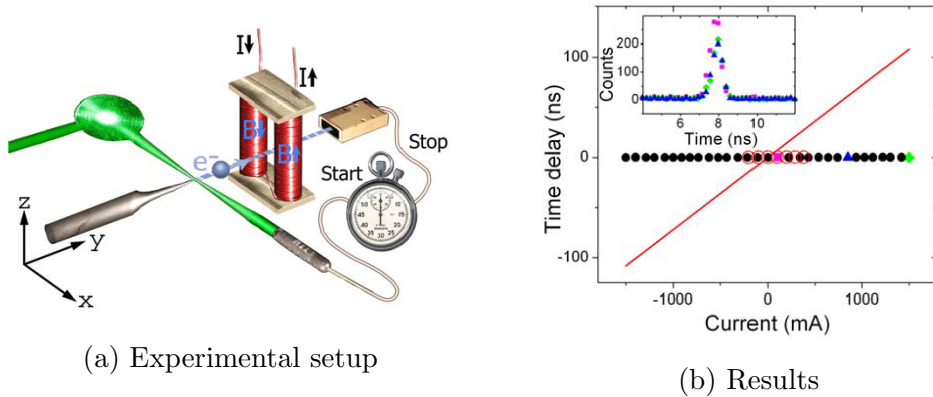 I↓
I↑
B↓
B↑
e-
Stop
Start
z
y
x
(a) Experimental setup
100
0
-100
Time delay (ns)
-1000
0
1000
Current (mA)
200
100
0
Counts
4
6
8
10
Time (ns)
(b) Results